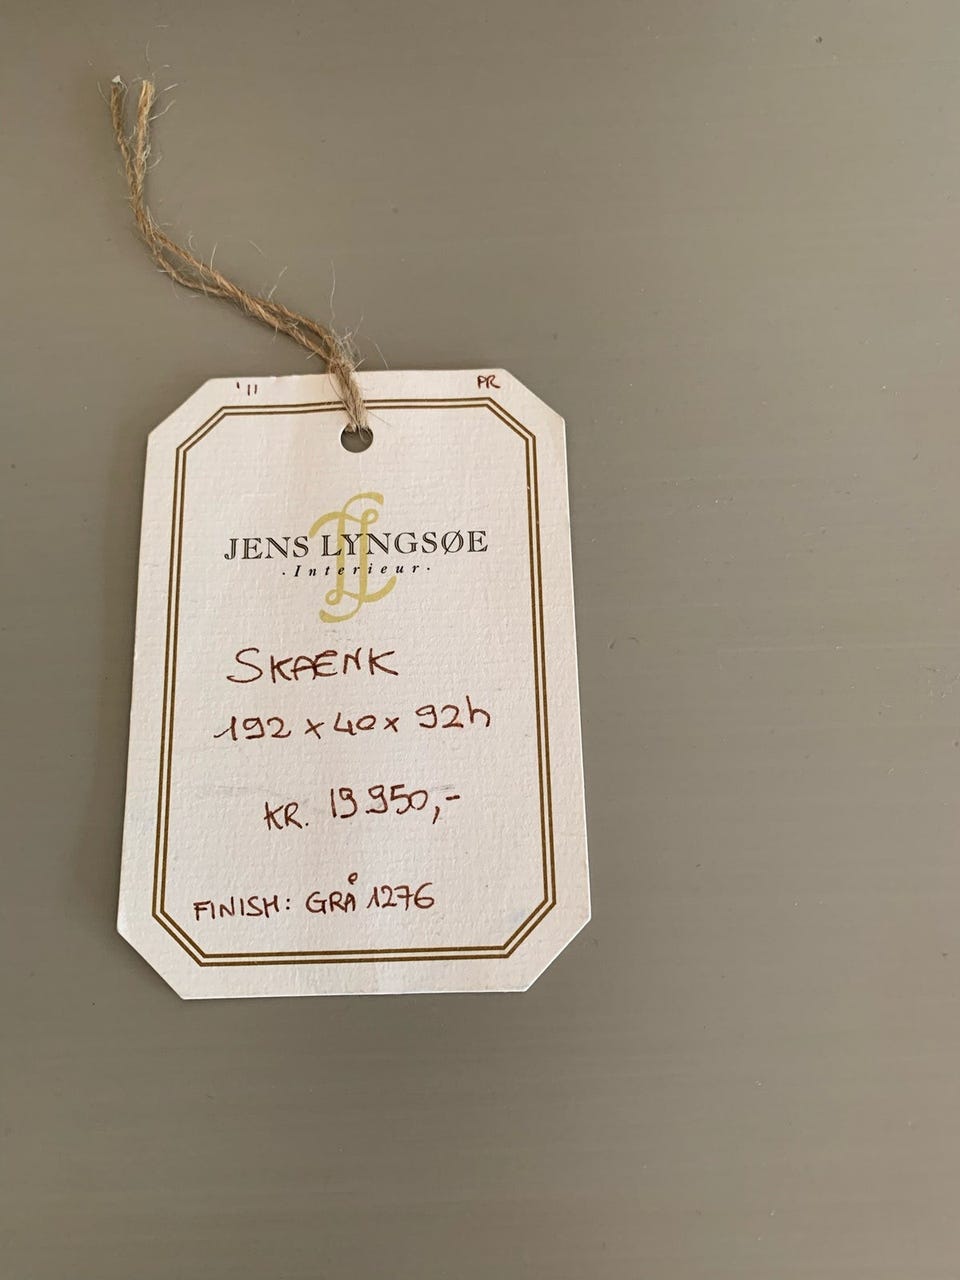 '11 PR
JENS LYNGSØE
·Interieur·
SKAENK
192 x 40 x 92h
KR. 19.950,-
FINISH: GRÅ 1276